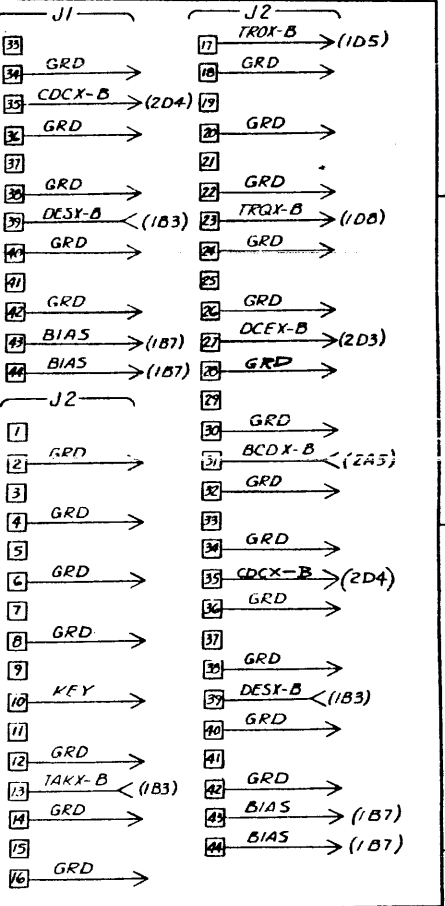 J1
33
34 GRD
35 CDCX-B (2D4)
36 GRD
37
38 GRD
39 DESX-B (1B3)
40 GRD
41
42 GRD
43 BIAS (1B7)
44 BIAS (1B7)
J2
1
2 GRD
3
4 GRD
5
6 GRD
7
8 GRD
9
10 KEY
11
12 GRD
13 TAKX-B (1B3)
14 GRD
15
16 GRD
J2
17 TROX-B (1D5)
18 GRD
19
20 GRD
21
22 GRD
23 TRQX-B (1D8)
24 GRD
25
26 GRD
27 DCEX-B (2D3)
28 GRD
29
30 GRD
31 BCDX-B (2A5)
32 GRD
33
34 GRD
35 CDCX-B (2D4)
36 GRD
37
38 GRD
39 DESX-B (1B3)
40 GRD
41
42 GRD
43 BIAS (1B7)
44 BIAS (1B7)